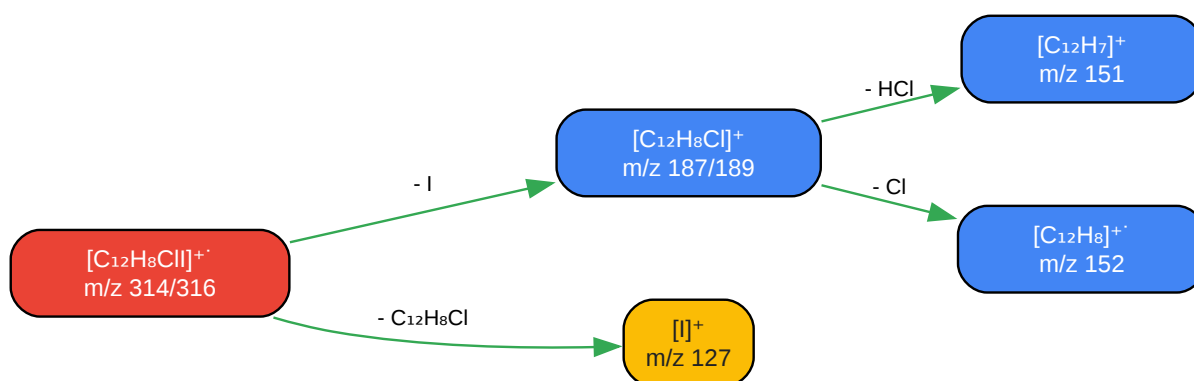 [C₁₂H₇]⁺
m/z 151
- HCl
[C₁₂H₈Cl]⁺
m/z 187/189
- I
- Cl
[C₁₂H₈]⁺˙
m/z 152
[C₁₂H₈ClI]⁺˙
m/z 314/316
- C₁₂H₈Cl
[I]⁺
m/z 127